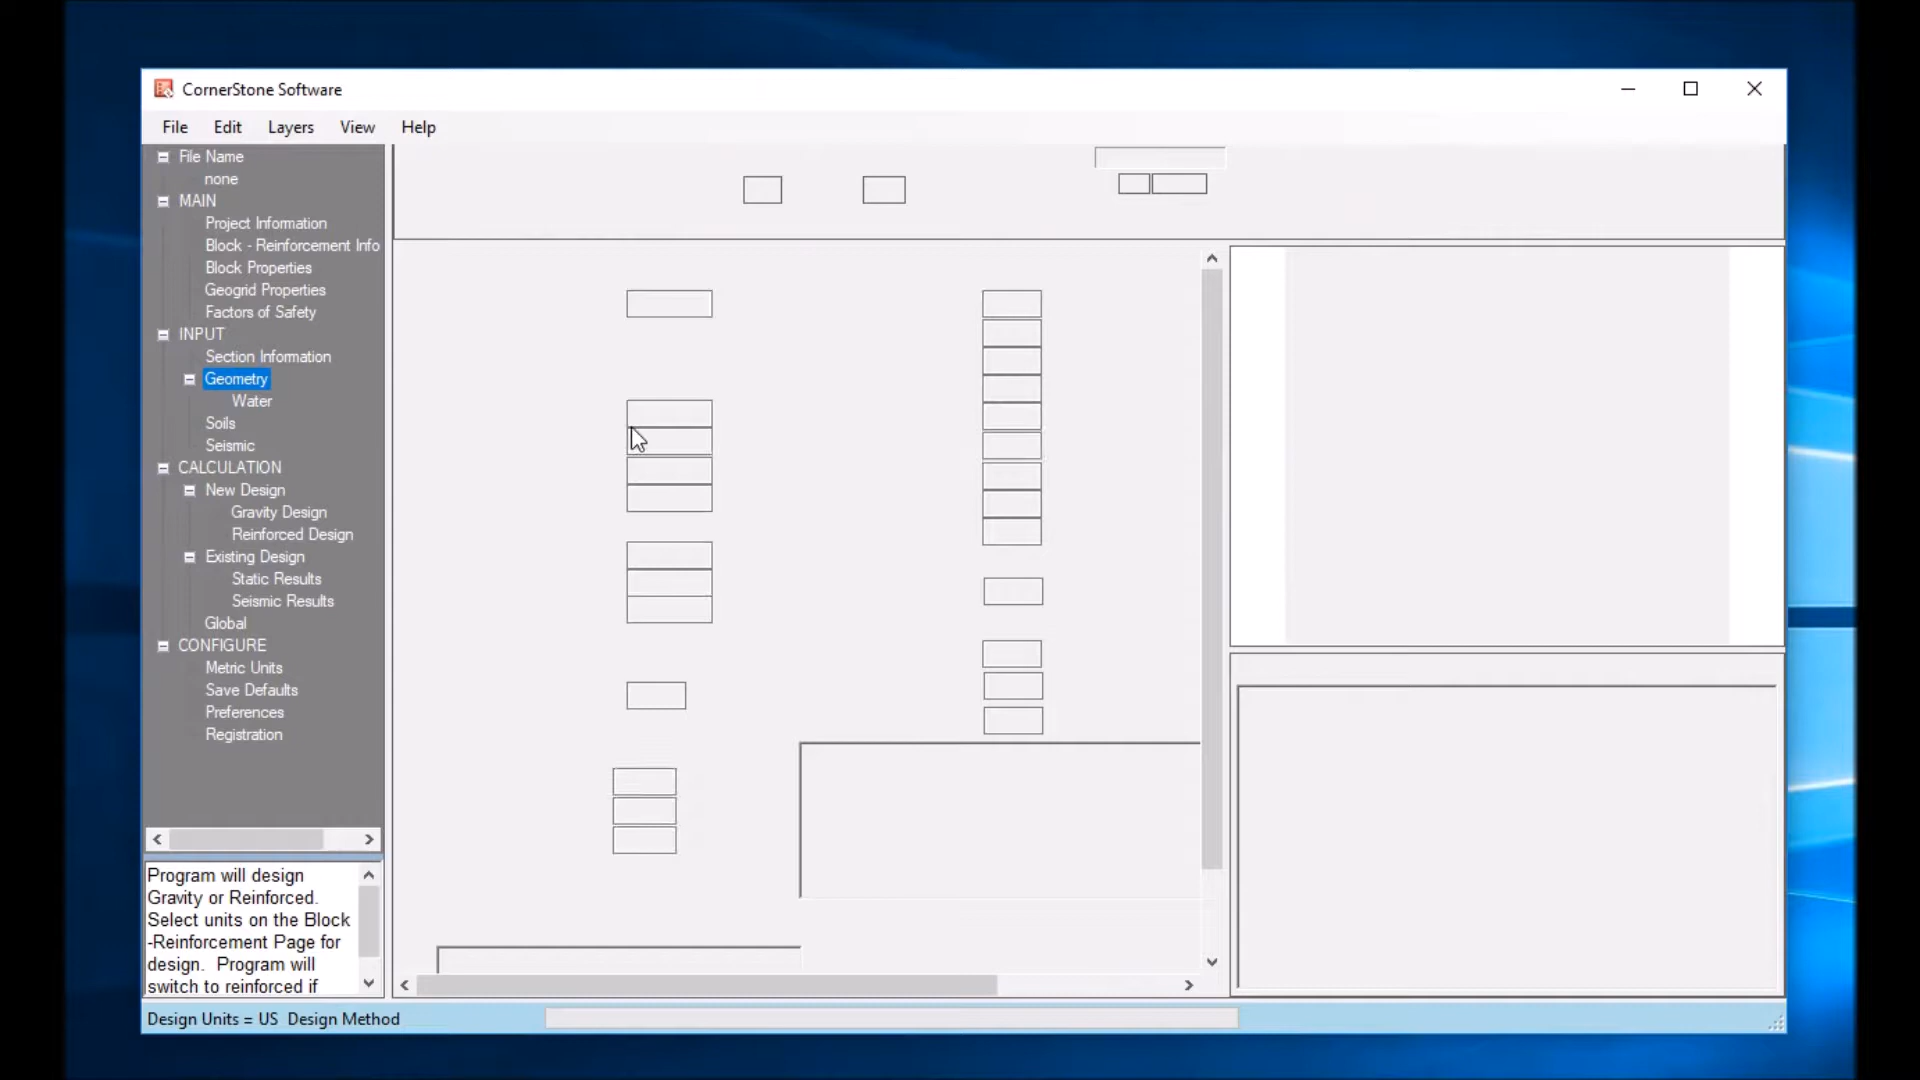 CornerStone Software
File Edit Layers View Help
File Name
none
MAIN
Project Information
Block - Reinforcement Info
Block Properties
Geogrid Properties
Factors of Safety
INPUT
Section Information
Geometry
Water
Soils
Seismic
CALCULATION
New Design
Gravity Design
Reinforced Design
Existing Design
Static Results
Seismic Results
Global
CONFIGURE
Metric Units
Save Defaults
Preferences
Registration
Program will design
Gravity or Reinforced.
Select units on the Block
-Reinforcement Page for
design. Program will
switch to reinforced if
Design Units = US Design Method